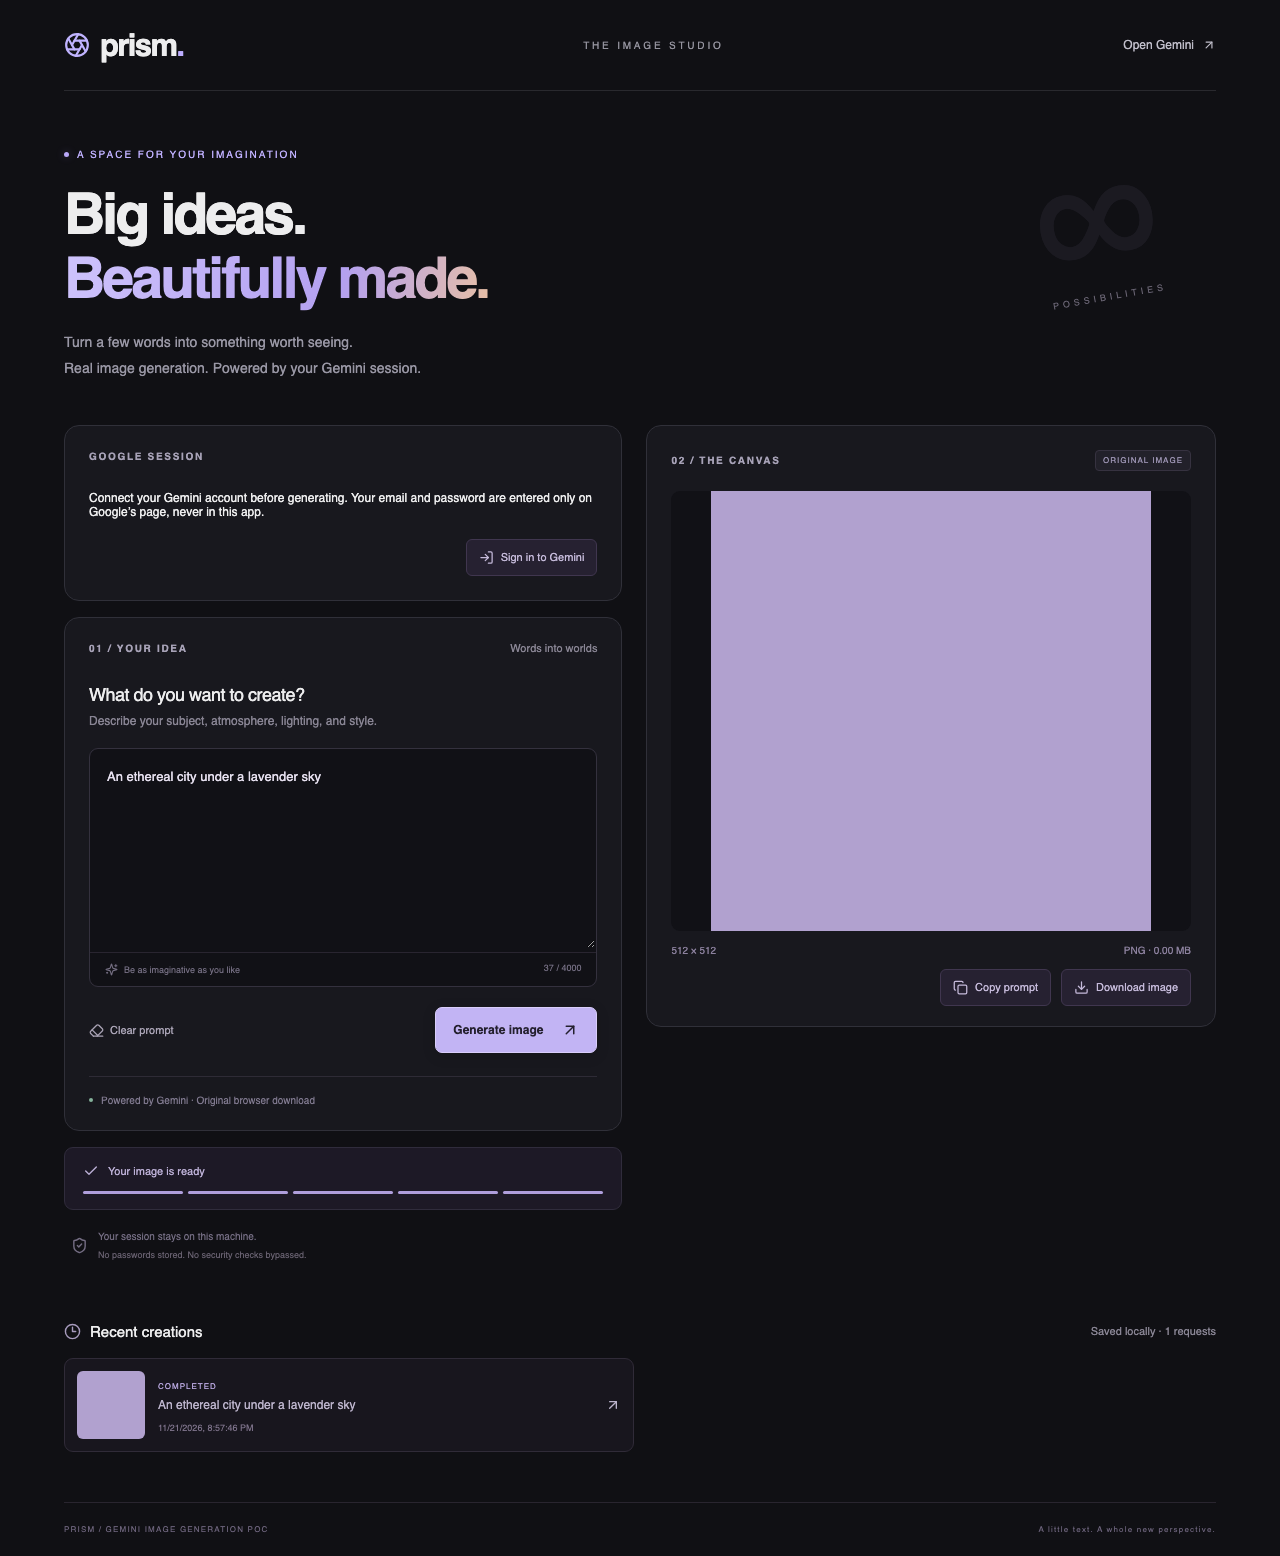 prism.
THE IMAGE STUDIO
Open Gemini
A SPACE FOR YOUR IMAGINATION
Big ideas.
Beautifully made.
POSSIBILITIES
Turn a few words into something worth seeing.
Real image generation. Powered by your Gemini session.
GOOGLE SESSION
Connect your Gemini account before generating. Your email and password are entered only on
Google’s page, never in this app.
Sign in to Gemini
01 / YOUR IDEA
Words into worlds
What do you want to create?
Describe your subject, atmosphere, lighting, and style.
An ethereal city under a lavender sky
Be as imaginative as you like
37 / 4000
Clear prompt
Generate image
Powered by Gemini · Original browser download
Your image is ready
Your session stays on this machine.
No passwords stored. No security checks bypassed.
02 / THE CANVAS
ORIGINAL IMAGE
512 × 512
PNG · 0.00 MB
Copy prompt
Download image
Recent creations
Saved locally · 1 requests
COMPLETED
An ethereal city under a lavender sky
11/21/2026, 8:57:46 PM
PRISM / GEMINI IMAGE GENERATION POC
A little text. A whole new perspective.